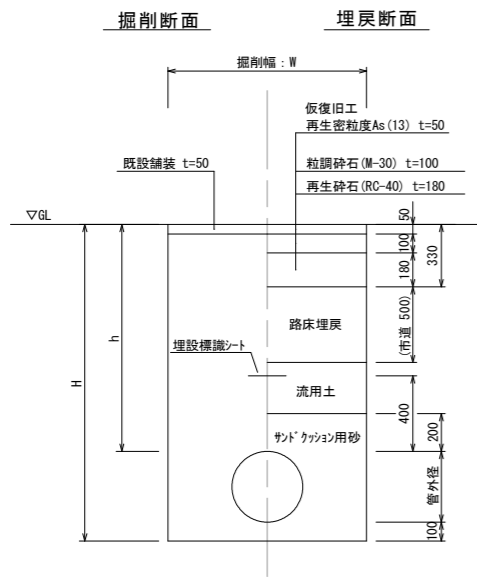 掘削断面
埋戻断面
掘削幅：W
仮復旧工
再生密粒度As(13) t=50
既設舗装 t=50
粒調砕石(M-30) t=100
再生砕石(RC-40) t=180
▽GL
50
100
180
330
路床埋戻
(市道 500)
h
H
埋設標識ｼｰﾄ
流用土
400
ｻﾝﾄﾞｸｯｼｮﾝ用砂
200
管外径
100